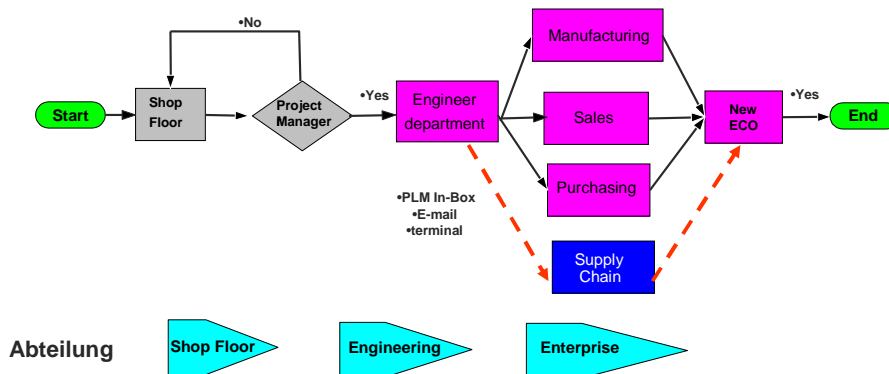 •No
Manufacturing
Start
Shop
Floor
Project
Manager
•Yes
Engineer
department
Sales
New
ECO
•Yes
End
Purchasing
•PLM In-Box
•E-mail
•terminal
Supply
Chain
Abteilung
Shop Floor
Engineering
Enterprise